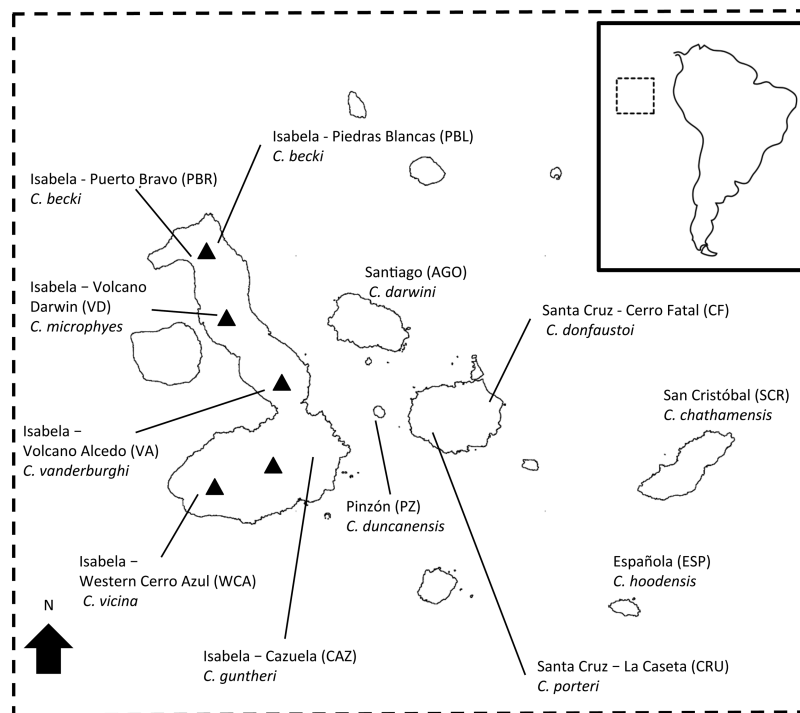 Isabela - Piedras Blancas (PBL)
C. becki
Isabela - Puerto Bravo (PBR)
C. becki
Santiago (AGO)
C. darwini
Isabela – Volcano
Darwin (VD)
C. microphyes
Santa Cruz - Cerro Fatal (CF)
C. donfaustoi
San Cristóbal (SCR)
C. chathamensis
Isabela –
Volcano Alcedo (VA)
C. vanderburghi
Pinzón (PZ)
C. duncanensis
Isabela –
Western Cerro Azul (WCA)
C. vicina
Española (ESP)
C. hoodensis
N
Isabela – Cazuela (CAZ)
C. guntheri
Santa Cruz – La Caseta (CRU)
C. porteri